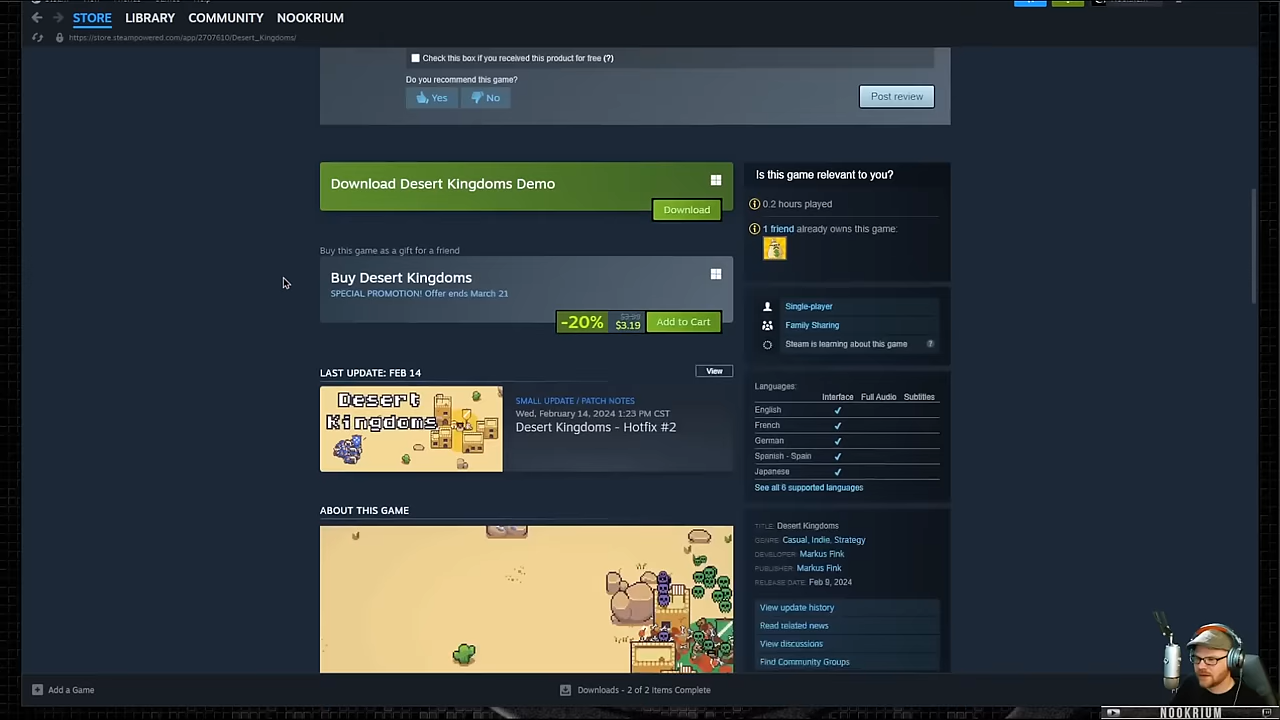 STORE LIBRARY COMMUNITY NOOKRIUM
https://store.steampowered.com/app/2707610/Desert_Kingdoms/
Check this box if you received this product for free (?)
Do you recommend this game?
Yes No
Post review
Download Desert Kingdoms Demo
Download
Buy this game as a gift for a friend
Buy Desert Kingdoms
SPECIAL PROMOTION! Offer ends March 21
-20% $3.99 $3.19 Add to Cart
LAST UPDATE: FEB 14
View
Desert Kingdoms
SMALL UPDATE / PATCH NOTES
Wed, February 14, 2024 1:23 PM CST
Desert Kingdoms - Hotfix #2
ABOUT THIS GAME
Is this game relevant to you?
0.2 hours played
1 friend already owns this game:
Single-player
Family Sharing
Steam is learning about this game ?
Languages:
Interface Full Audio Subtitles
English ✔
French ✔
German ✔
Spanish - Spain ✔
Japanese ✔
See all 6 supported languages
TITLE: Desert Kingdoms
GENRE: Casual, Indie, Strategy
DEVELOPER: Markus Fink
PUBLISHER: Markus Fink
RELEASE DATE: Feb 9, 2024
View update history
Read related news
View discussions
Find Community Groups
Add a Game
Downloads - 2 of 2 Items Complete
NOOKRIUM